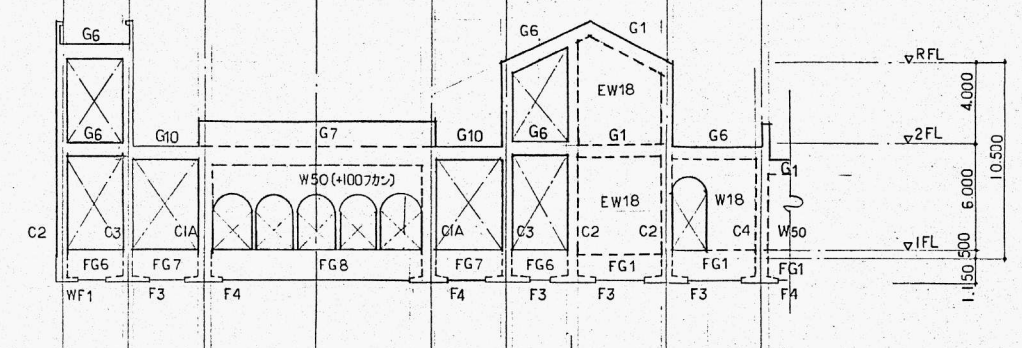 G6 G6 G1
RFL
EW18
4.000
G6 G10 G7 G10 G6 G1 G6 2FL
10.500
G1
W50(+100フカシ)
6 000
EW18 W18
C2 C3 C1A C1A C3 C2 C2 C4 W50
1FL
500
FG6 FG7 FG8 FG7 FG6 FG1 FG1 FG1
1.150
WF1 F3 F4 F4 F3 F3 F3 F4